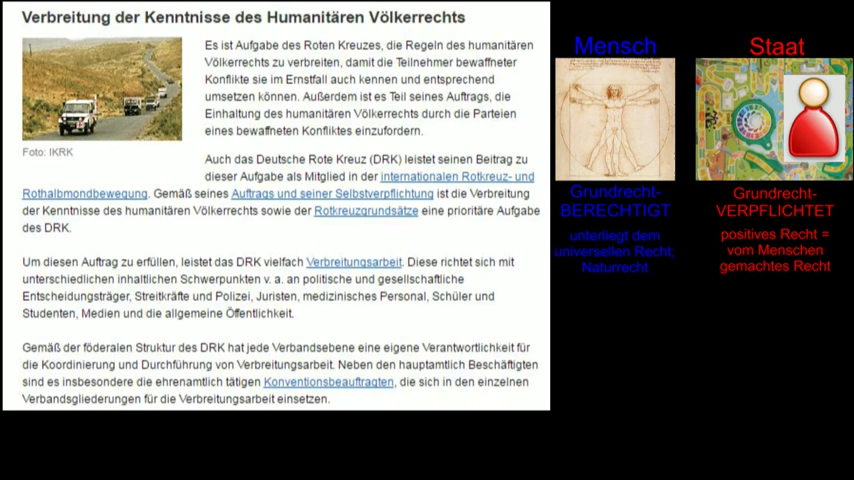 Verbreitung der Kenntnisse des Humanitären Völkerrechts
Es ist Aufgabe des Roten Kreuzes, die Regeln des humanitären
Völkerrechts zu verbreiten, damit die Teilnehmer bewaffneter
Konflikte sie im Ernstfall auch kennen und entsprechend
umsetzen können. Außerdem ist es Teil seines Auftrags, die
Einhaltung des humanitären Völkerrechts durch die Parteien
eines bewaffneten Konfliktes einzufordern.
Foto: IKRK
Auch das Deutsche Rote Kreuz (DRK) leistet seinen Beitrag zu
dieser Aufgabe als Mitglied in der internationalen Rotkreuz- und
Rothalbmondbewegung. Gemäß seines Auftrags und seiner Selbstverpflichtung ist die Verbreitung
der Kenntnisse des humanitären Völkerrechts sowie der Rotkreuzgrundsätze eine prioritäre Aufgabe
des DRK.
Um diesen Auftrag zu erfüllen, leistet das DRK vielfach Verbreitungsarbeit. Diese richtet sich mit
unterschiedlichen inhaltlichen Schwerpunkten v. a. an politische und gesellschaftliche
Entscheidungsträger, Streitkräfte und Polizei, Juristen, medizinisches Personal, Schüler und
Studenten, Medien und die allgemeine Öffentlichkeit.
Gemäß der föderalen Struktur des DRK hat jede Verbandsebene eine eigene Verantwortlichkeit für
die Koordinierung und Durchführung von Verbreitungsarbeit. Neben den hauptamtlich Beschäftigten
sind es insbesondere die ehrenamtlich tätigen Konventionsbeauftragten, die sich in den einzelnen
Verbandsgliederungen für die Verbreitungsarbeit einsetzen.
Mensch
Grundrecht-
BERECHTIGT
unterliegt dem
universellen Recht;
Naturrecht
Staat
Grundrecht-
VERPFLICHTET
positives Recht =
vom Menschen
gemachtes Recht